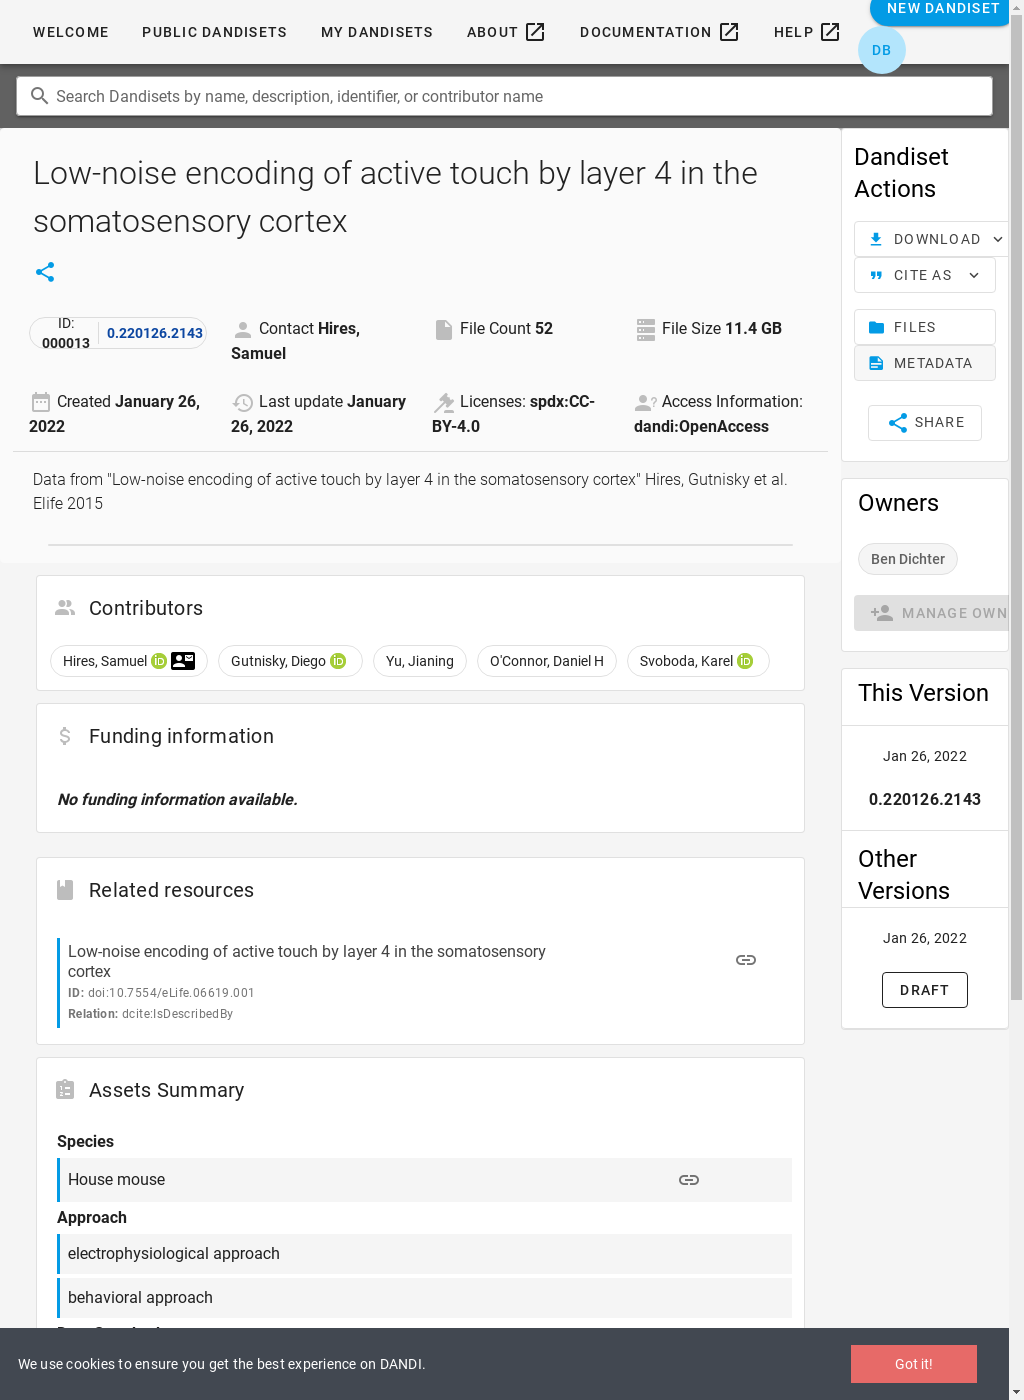 WELCOME
PUBLIC DANDISETS
MY DANDISETS
ABOUT
DOCUMENTATION
HELP
NEW DANDISET
DB
Search Dandisets by name, description, identifier, or contributor name
Low-noise encoding of active touch by layer 4 in the
somatosensory cortex
ID:
000013
0.220126.2143
Contact Hires,
Samuel
File Count 52
File Size 11.4 GB
Created January 26,
2022
Last update January
26, 2022
Licenses: spdx:CC-
BY-4.0
Access Information:
dandi:OpenAccess
Data from "Low-noise encoding of active touch by layer 4 in the somatosensory cortex" Hires, Gutnisky et al.
Elife 2015
Contributors
Hires, Samuel iD
Gutnisky, Diego iD
Yu, Jianing
O'Connor, Daniel H
Svoboda, Karel iD
Funding information
No funding information available.
Related resources
Low-noise encoding of active touch by layer 4 in the somatosensory
cortex
ID: doi:10.7554/eLife.06619.001
Relation: dcite:IsDescribedBy
Assets Summary
Species
House mouse
Approach
electrophysiological approach
behavioral approach
Dandiset
Actions
DOWNLOAD
CITE AS
FILES
METADATA
SHARE
Owners
Ben Dichter
MANAGE OWN
This Version
Jan 26, 2022
0.220126.2143
Other
Versions
Jan 26, 2022
DRAFT
We use cookies to ensure you get the best experience on DANDI.
Got it!